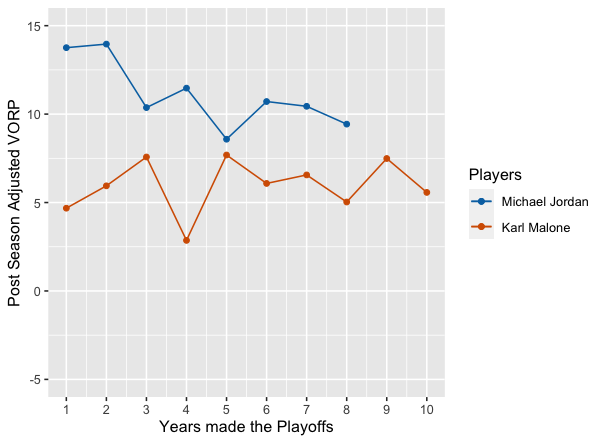 15
10
5
0
-5
Post Season Adjusted VORP
1 2 3 4 5 6 7 8 9 10
Years made the Playoffs
Players
Michael Jordan
Karl Malone